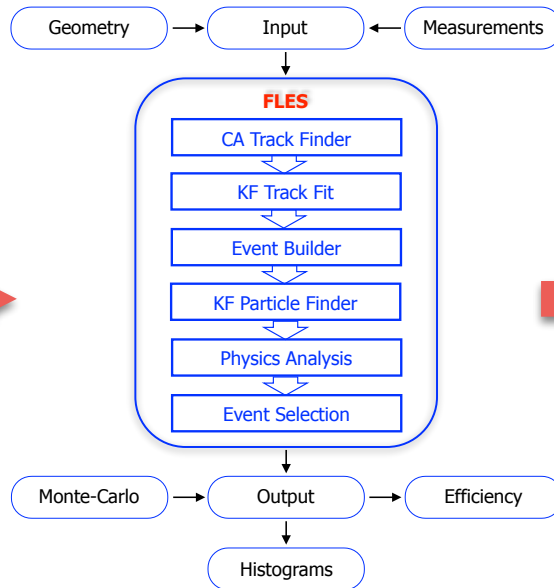 Geometry
Input
Measurements
FLES
CA Track Finder
KF Track Fit
Event Builder
KF Particle Finder
Physics Analysis
Event Selection
Monte-Carlo
Output
Efficiency
Histograms